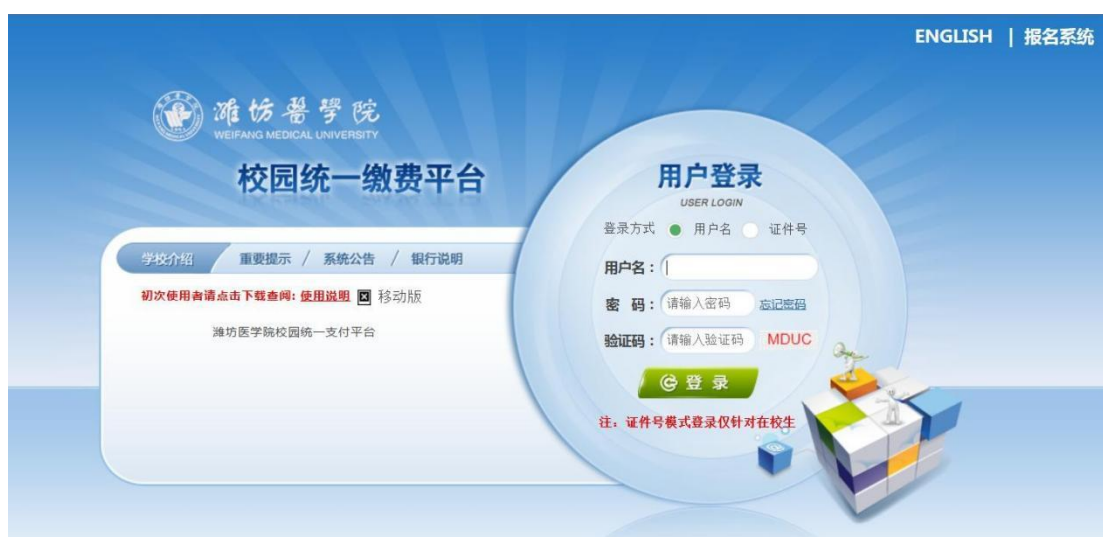 ENGLISH | 报名系统
濰坊醫學院
WEIFANG MEDICAL UNIVERSITY
校园统一缴费平台
学校介绍 / 重要提示 / 系统公告 / 银行说明
初次使用者请点击下载查阅: 使用说明 移动版
潍坊医学院校园统一支付平台
用户登录
USER LOGIN
登录方式 用户名 证件号
用户名：
密 码： 请输入密码 忘记密码
验证码： 请输入验证码 MDUC
登 录
注：证件号模式登录仅针对在校生